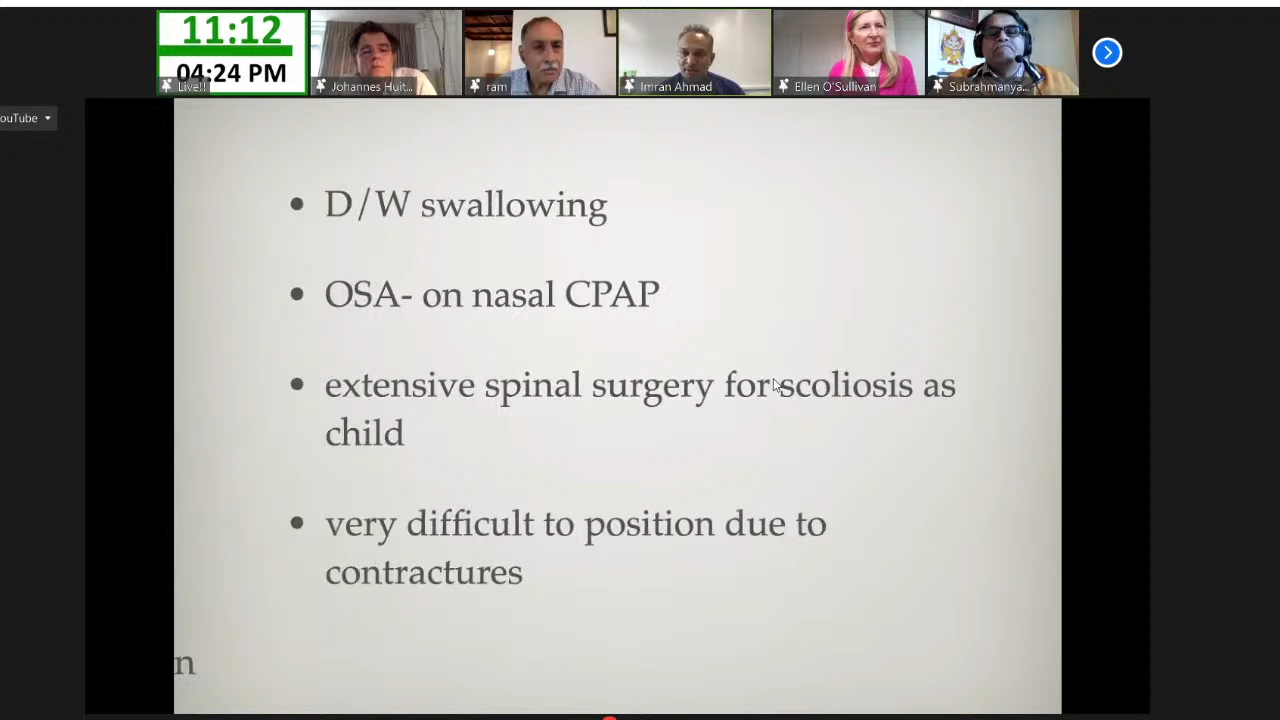 11:12
04:24 PM
Live!!
Johannes Huit...
ram
Imran Ahmad
Ellen O'Sullivan
Subrahmanya...
ouTube
• D/W swallowing
• OSA- on nasal CPAP
• extensive spinal surgery for scoliosis as
child
• very difficult to position due to
contractures
n